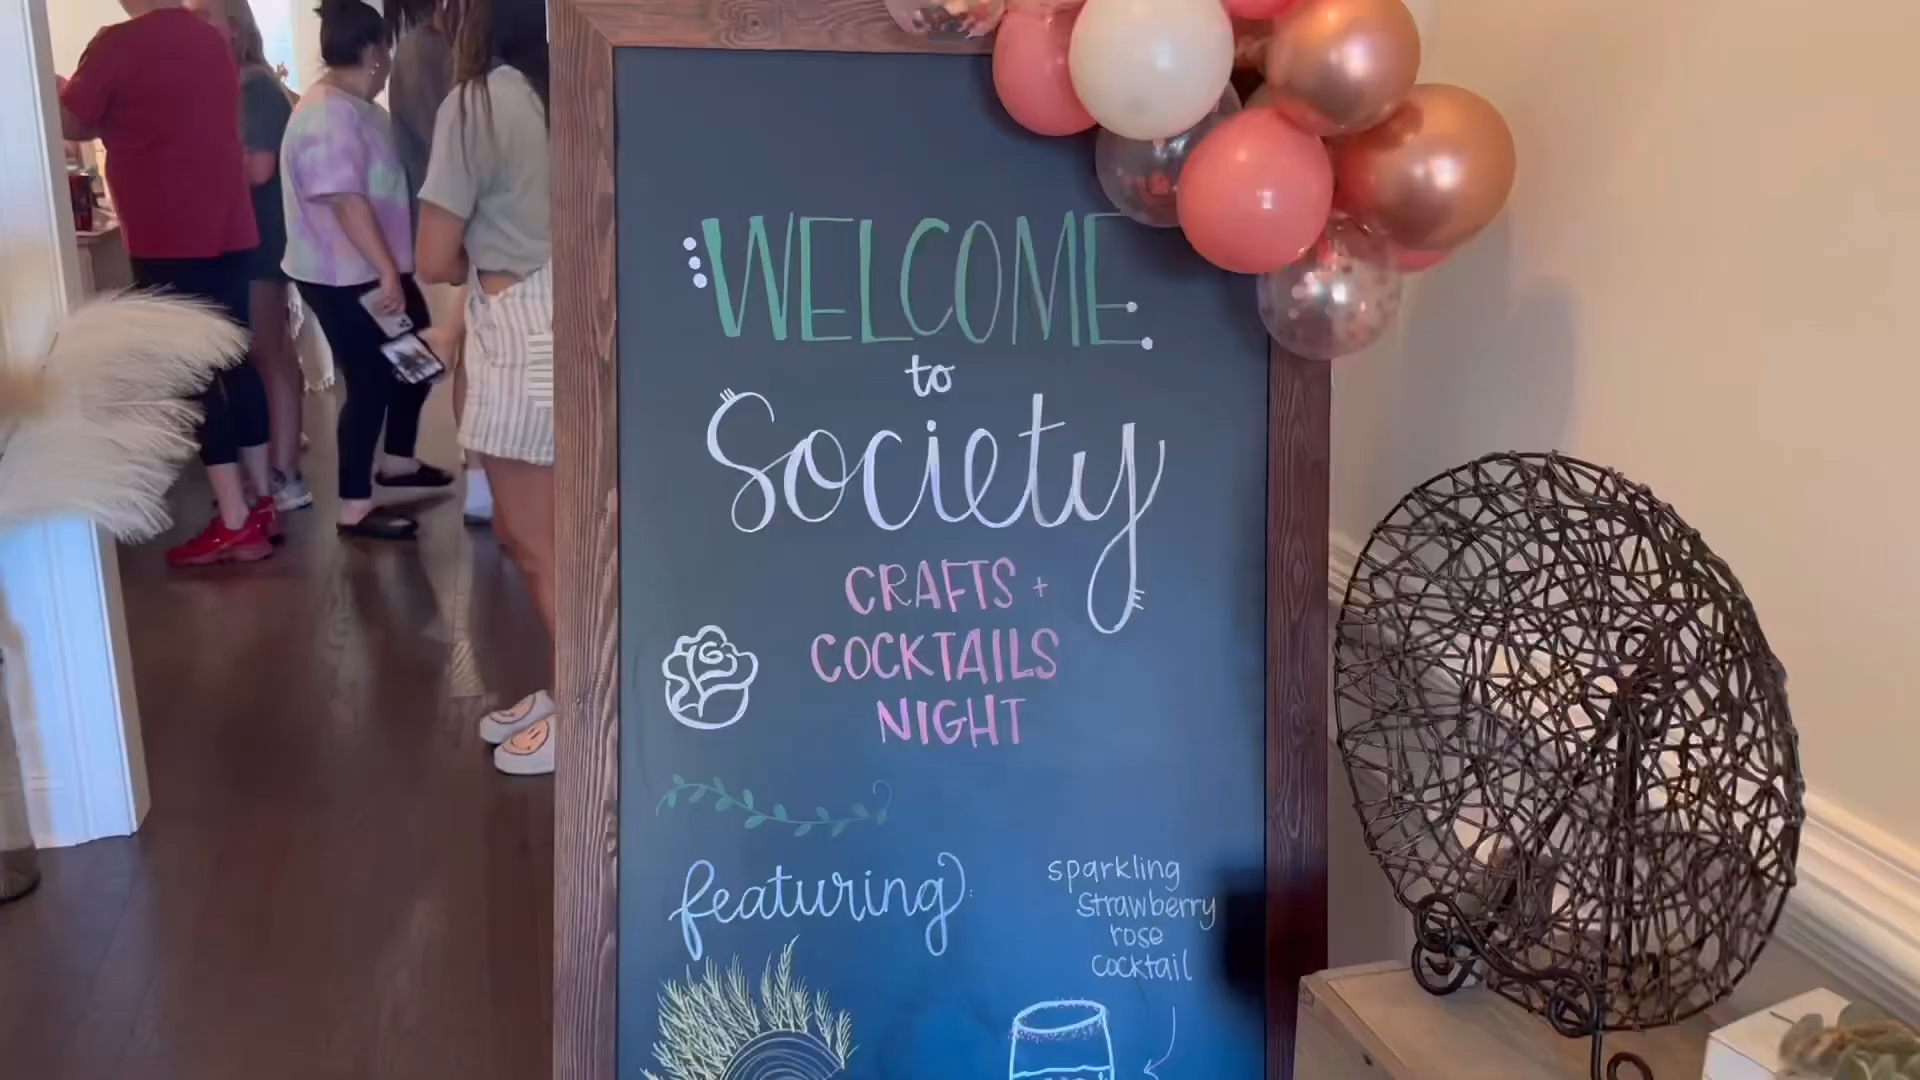 WELCOME
to
Society
CRAFTS +
COCKTAILS
NIGHT
featuring:
sparkling
strawberry
rose
cocktail